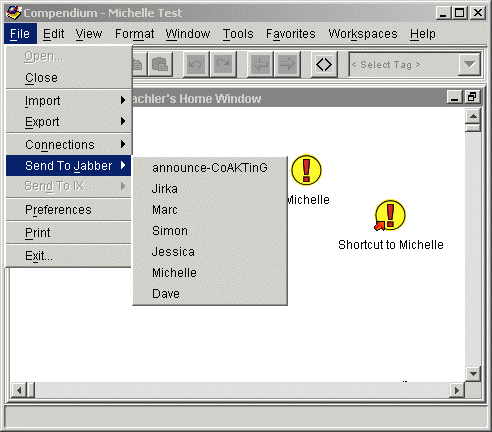 Compendium - Michelle Test
File Edit View Format Window Tools Favorites Workspaces Help
< Select Tag >
achler's Home Window
Open...
Close
Import
Export
Connections
Send To Jabber
Send To IX
Preferences
Print
Exit...
announce-CoAKTinG
Jirka
Marc
Simon
Jessica
Michelle
Dave
Michelle
Shortcut to Michelle